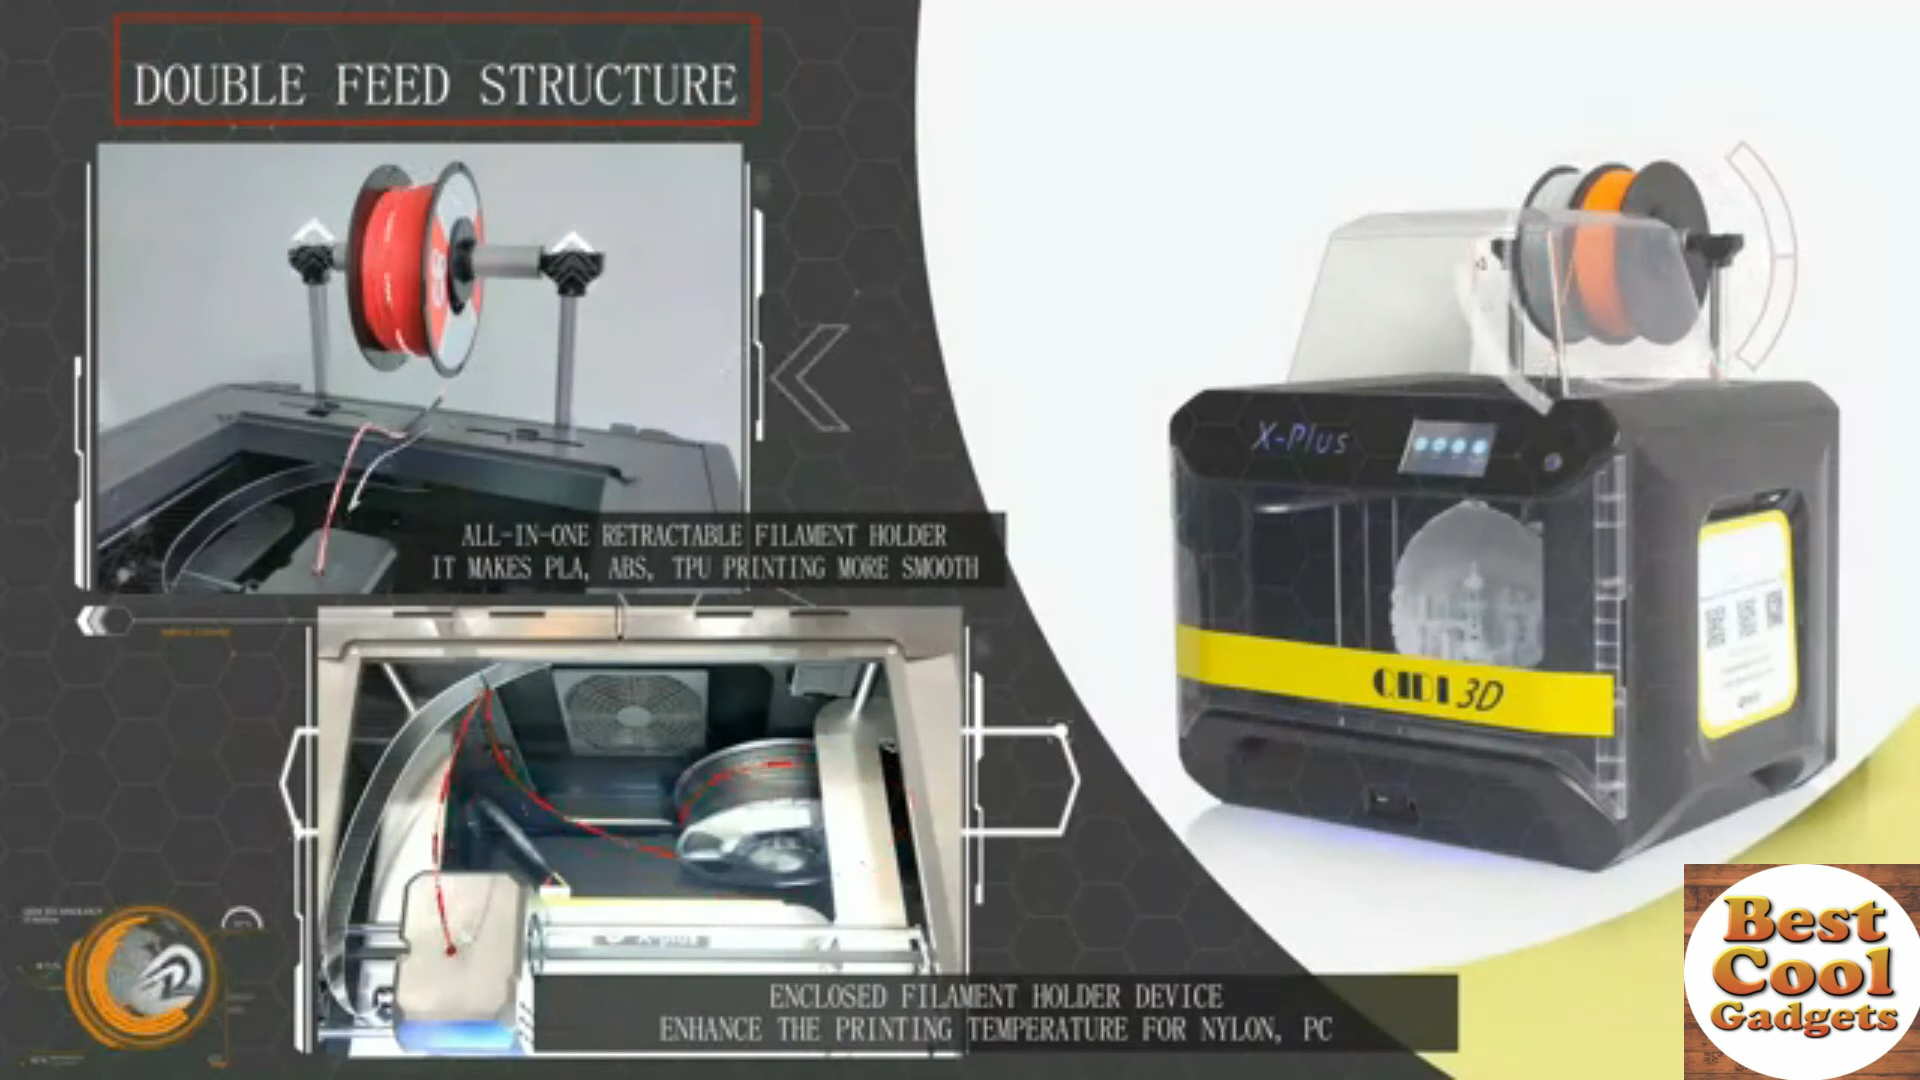 DOUBLE FEED STRUCTURE
ALL-IN-ONE RETRACTABLE FILAMENT HOLDER
IT MAKES PLA, ABS, TPU PRINTING MORE SMOOTH
X-Plus
QIDI 3D
X-plus
ENCLOSED FILAMENT HOLDER DEVICE
ENHANCE THE PRINTING TEMPERATURE FOR NYLON, PC
Best
Cool
Gadgets